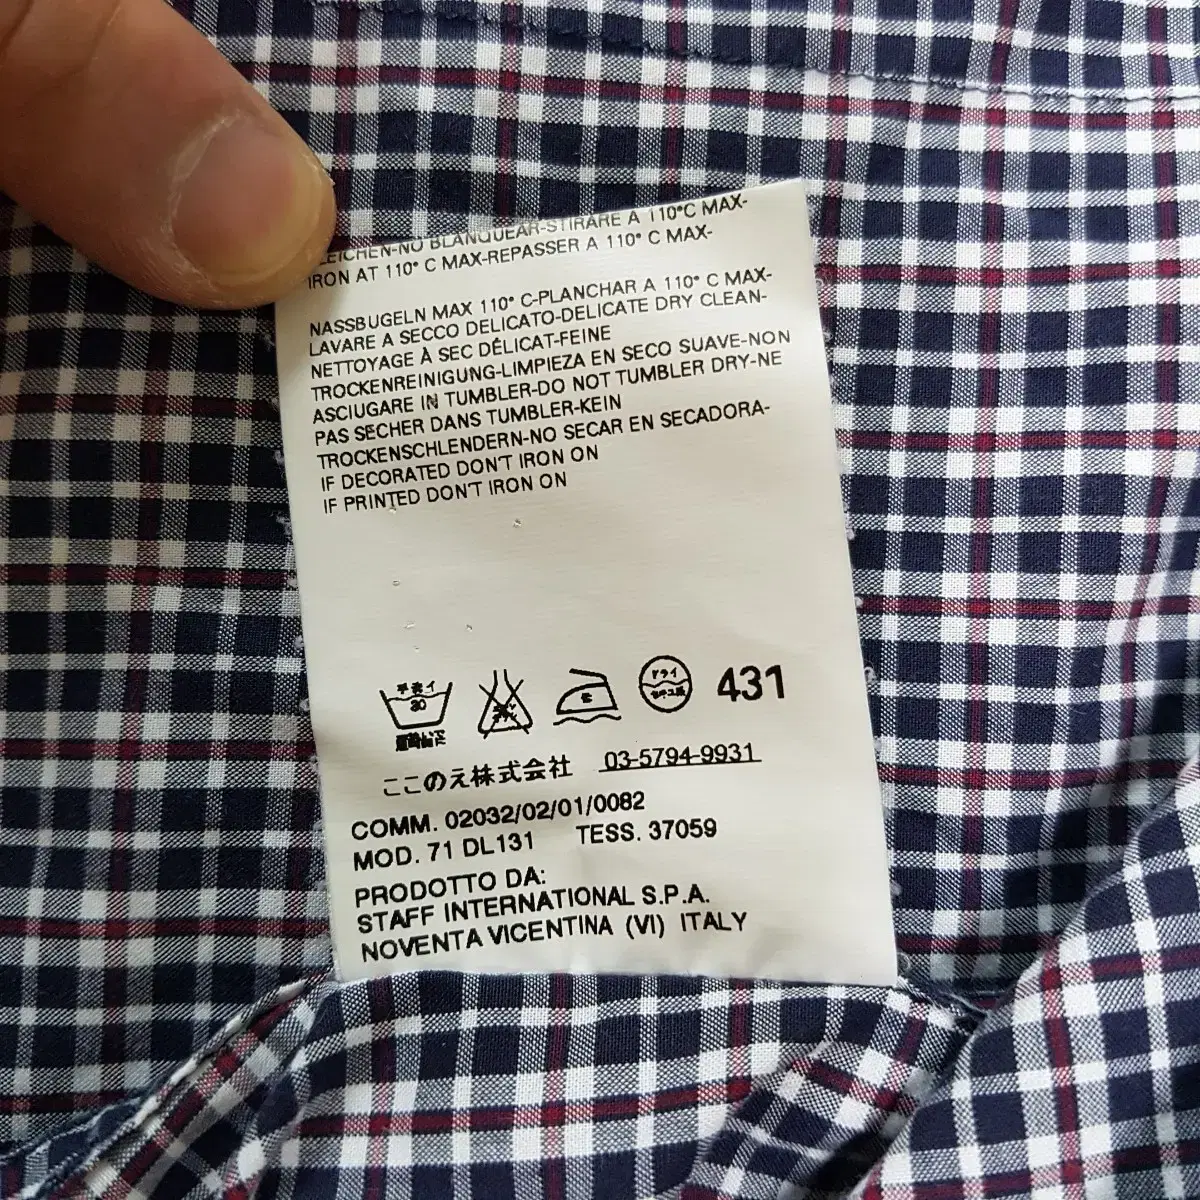 EICHEN-NO BLANQUEAR-STIRARE A 110°C MAX-
IRON AT 110° C MAX-REPASSER A 110° C MAX-
NASSBUGELN MAX 110° C-PLANCHAR A 110° C MAX-
LAVARE A SECCO DELICATO-DELICATE DRY CLEAN-
NETTOYAGE À SEC DÉLICAT-FEINE
TROCKENREINIGUNG-LIMPIEZA EN SECO SUAVE-NON
ASCIUGARE IN TUMBLER-DO NOT TUMBLER DRY-NE
PAS SECHER DANS TUMBLER-KEIN
TROCKENSCHLENDERN-NO SECAR EN SECADORA-
IF DECORATED DON'T IRON ON
IF PRINTED DON'T IRON ON
手洗イ
30
ドライ
431
ここのえ株式会社 03-5794-9931
COMM. 02032/02/01/0082
MOD. 71 DL131 TESS. 37059
PRODOTTO DA:
STAFF INTERNATIONAL S.P.A.
NOVENTA VICENTINA (VI) ITALY